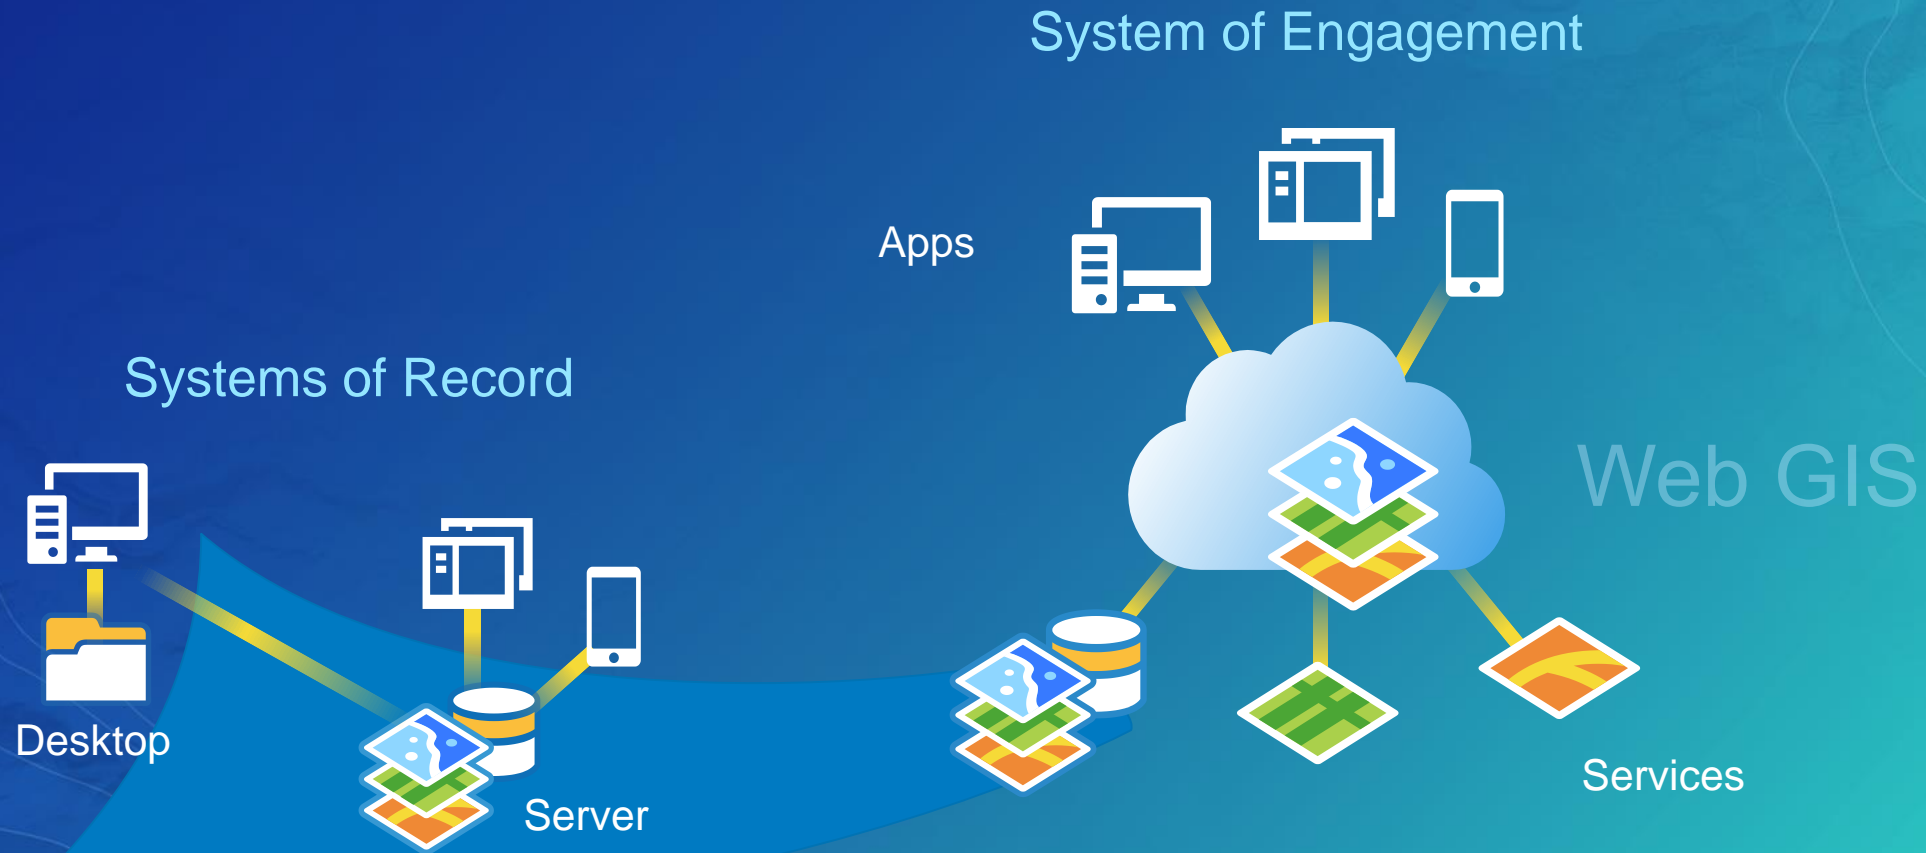 System of Engagement
Apps
Systems of Record
Web GIS
Desktop
Services
Server